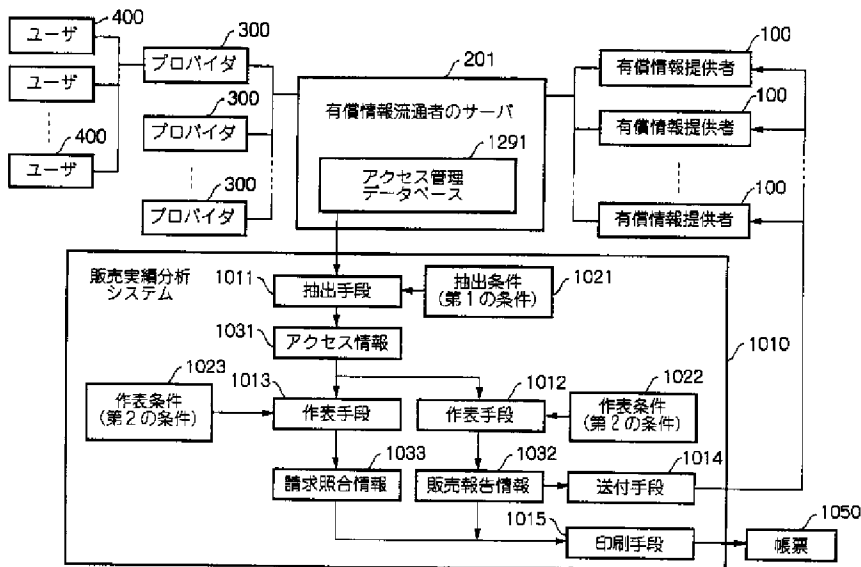 400
ユーザ
300
プロバイダ
201
100
有償情報提供者
ユーザ
300
プロバイダ
有償情報流通者のサーバ
100
有償情報提供者
400
ユーザ
300
プロバイダ
1291
アクセス管理
データベース
100
有償情報提供者
販売実績分析
システム
1011
抽出手段
抽出条件
(第1の条件)
1021
1031
アクセス情報
1010
1023
作表条件
(第2の条件)
1013
作表手段
1012
作表手段
1022
作表条件
(第2の条件)
1033
請求照合情報
1032
販売報告情報
1014
送付手段
1015
印刷手段
1050
帳票